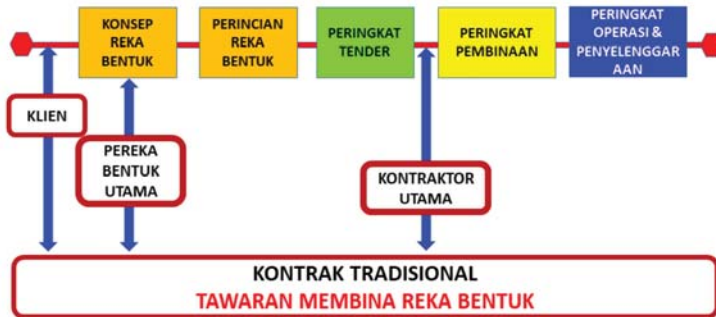 KONSEP
REKA
BENTUK
PERINCIAN
REKA
BENTUK
PERINGKAT
TENDER
PERINGKAT
PEMBINAAN
PERINGKAT
OPERASI &
PENYELENGGAR
AAN
KLIEN
PEREKA
BENTUK
UTAMA
KONTRAKTOR
UTAMA
KONTRAK TRADISIONAL
TAWARAN MEMBINA REKA BENTUK